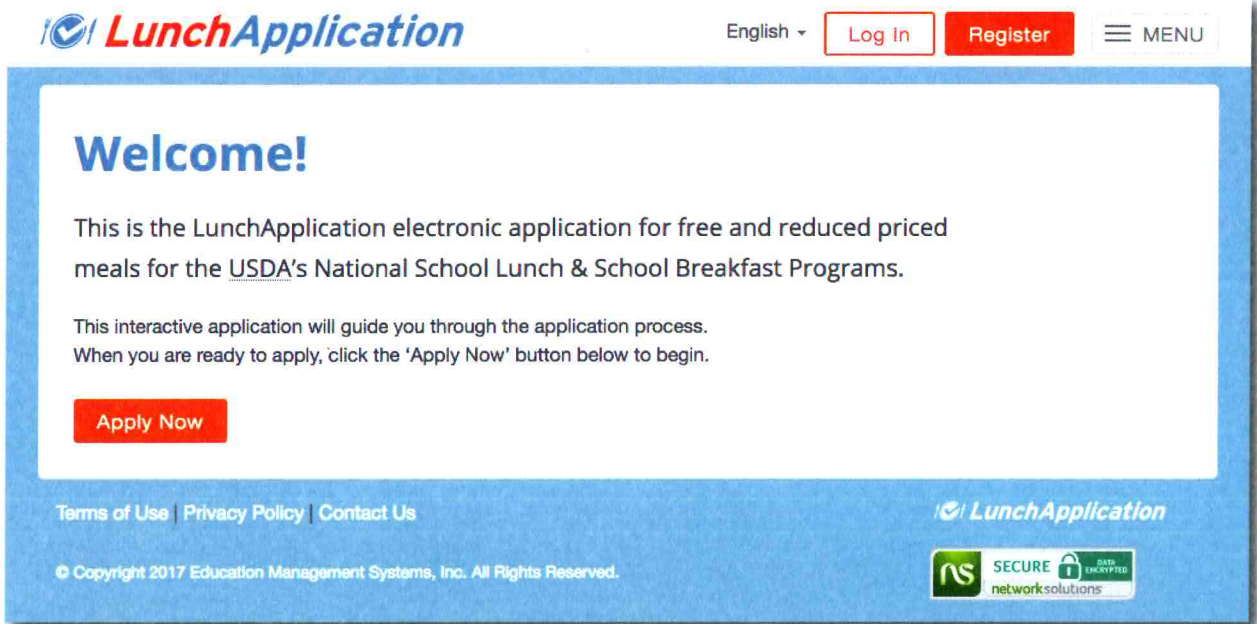 LunchApplication
English
Log In
Register
MENU
Welcome!
This is the LunchApplication electronic application for free and reduced priced
meals for the USDA's National School Lunch & School Breakfast Programs.
This interactive application will guide you through the application process.
When you are ready to apply, click the 'Apply Now' button below to begin.
Apply Now
Terms of Use | Privacy Policy | Contact Us
LunchApplication
© Copyright 2017 Education Management Systems, Inc. All Rights Reserved.
ns
SECURE
DATA
ENCRYPTED
networksolutions